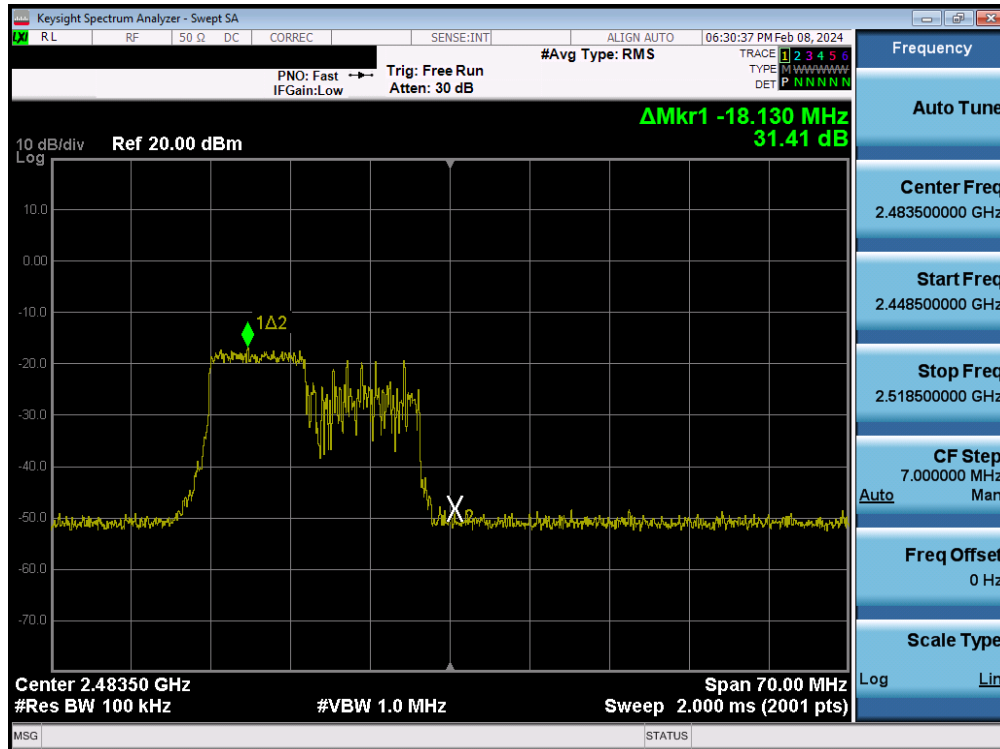 Keysight Spectrum Analyzer - Swept SA
LXI RL RF 50 Ω DC CORREC SENSE:INT ALIGN AUTO 06:30:37 PM Feb 08, 2024
PNO: Fast Trig: Free Run #Avg Type: RMS TRACE 1 2 3 4 5 6
IFGain:Low Atten: 30 dB TYPE M WWWWW
DET P N N N N N
ΔMkr1 -18.130 MHz
31.41 dB
10 dB/div Ref 20.00 dBm
Log
10.0
0.00
-10.0
-20.0
-30.0
-40.0
-50.0
-60.0
-70.0
1Δ2
2
Center 2.48350 GHz Span 70.00 MHz
#Res BW 100 kHz #VBW 1.0 MHz Sweep 2.000 ms (2001 pts)
MSG STATUS
Frequency
Auto Tune
Center Freq
2.483500000 GHz
Start Freq
2.448500000 GHz
Stop Freq
2.518500000 GHz
CF Step
7.000000 MHz
Auto Man
Freq Offset
0 Hz
Scale Type
Log Lin